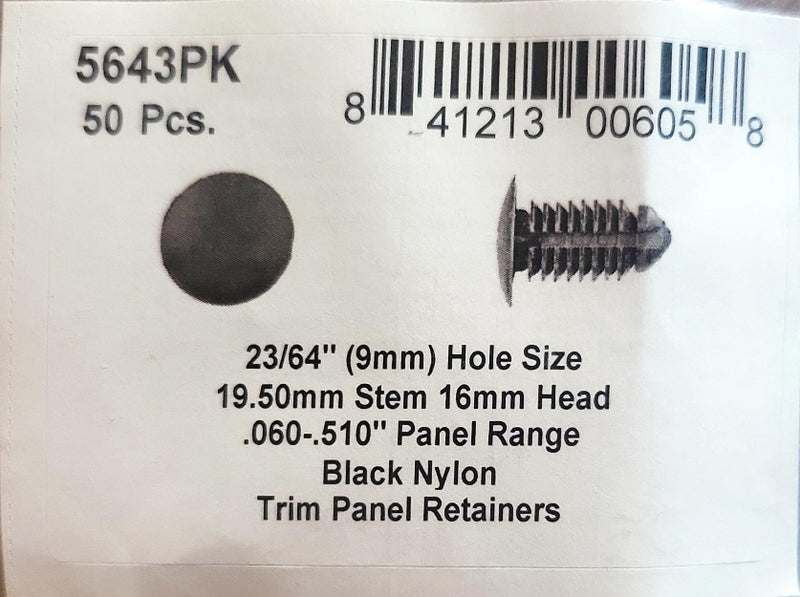 5643PK
50 Pcs.
8 41213 00605 8
23/64" (9mm) Hole Size
19.50mm Stem 16mm Head
.060-.510" Panel Range
Black Nylon
Trim Panel Retainers